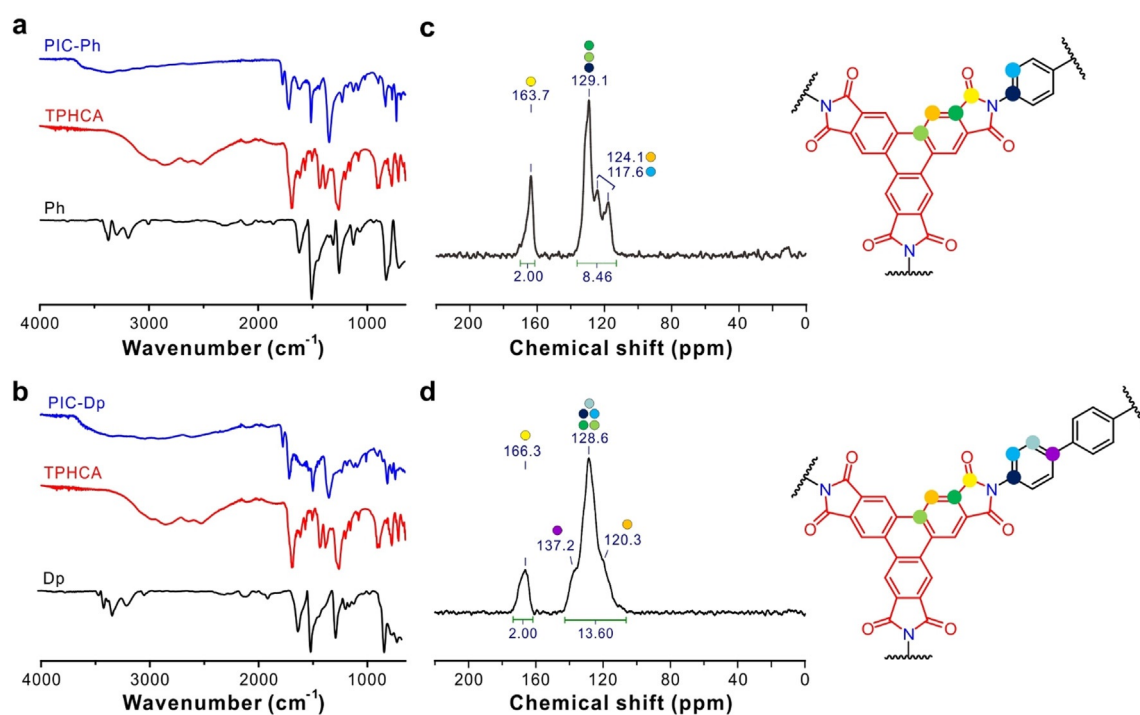 a
PIC-Ph
TPHCA
Ph
4000 3000 2000 1000
Wavenumber (cm⁻¹)
c
163.7
129.1
124.1
117.6
2.00
8.46
200 160 120 80 40 0
Chemical shift (ppm)
O O
O
O
N
N
O
O
O
N
b
PIC-Dp
TPHCA
Dp
4000 3000 2000 1000
Wavenumber (cm⁻¹)
d
166.3
128.6
137.2
120.3
2.00
13.60
200 160 120 80 40 0
Chemical shift (ppm)
O O
N
N
O
O
O
O
N